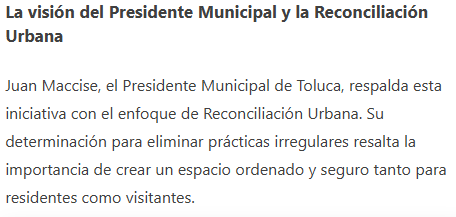 La visión del Presidente Municipal y la Reconciliación
Urbana
Juan Maccise, el Presidente Municipal de Toluca, respalda esta
iniciativa con el enfoque de Reconciliación Urbana. Su
determinación para eliminar prácticas irregulares resalta la
importancia de crear un espacio ordenado y seguro tanto para
residentes como visitantes.